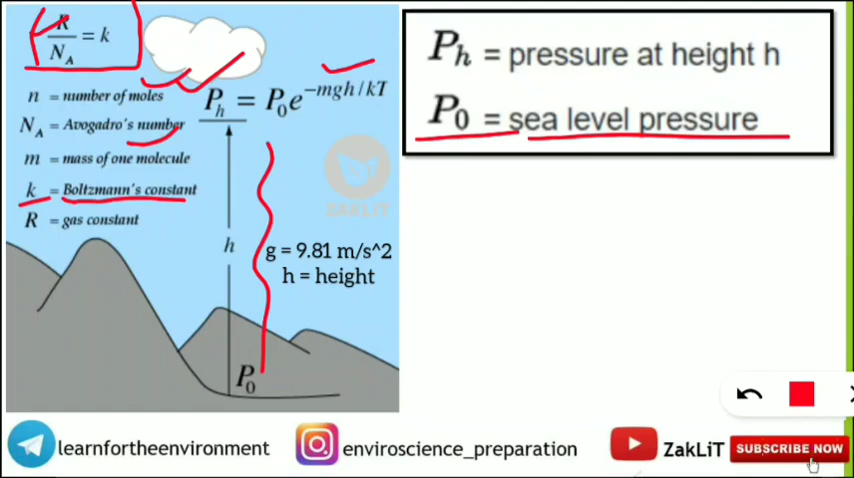 R/N_A = k
n = number of moles
N_A = Avogadro's number
m = mass of one molecule
k = Boltzmann's constant
R = gas constant
P_h = P_0e^{-mgh/kT}
ZAKLIT
h
g = 9.81 m/s^2
h = height
P_0
P_h = pressure at height h
P_0 = sea level pressure
learnfortheenvironment
enviroscience_preparation
ZakLiT
SUBSCRIBE NOW